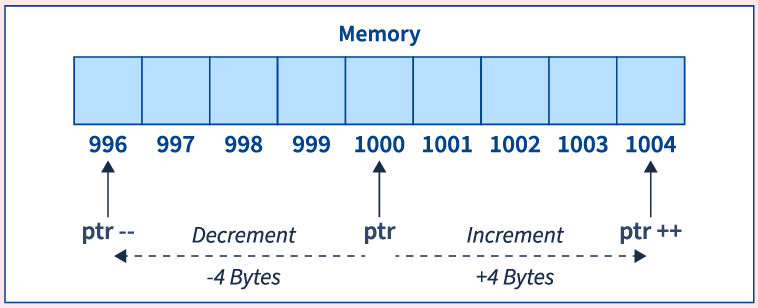 Memory
996 997 998 999 1000 1001 1002 1003 1004
ptr -- Decrement ptr Increment ptr ++
-4 Bytes +4 Bytes